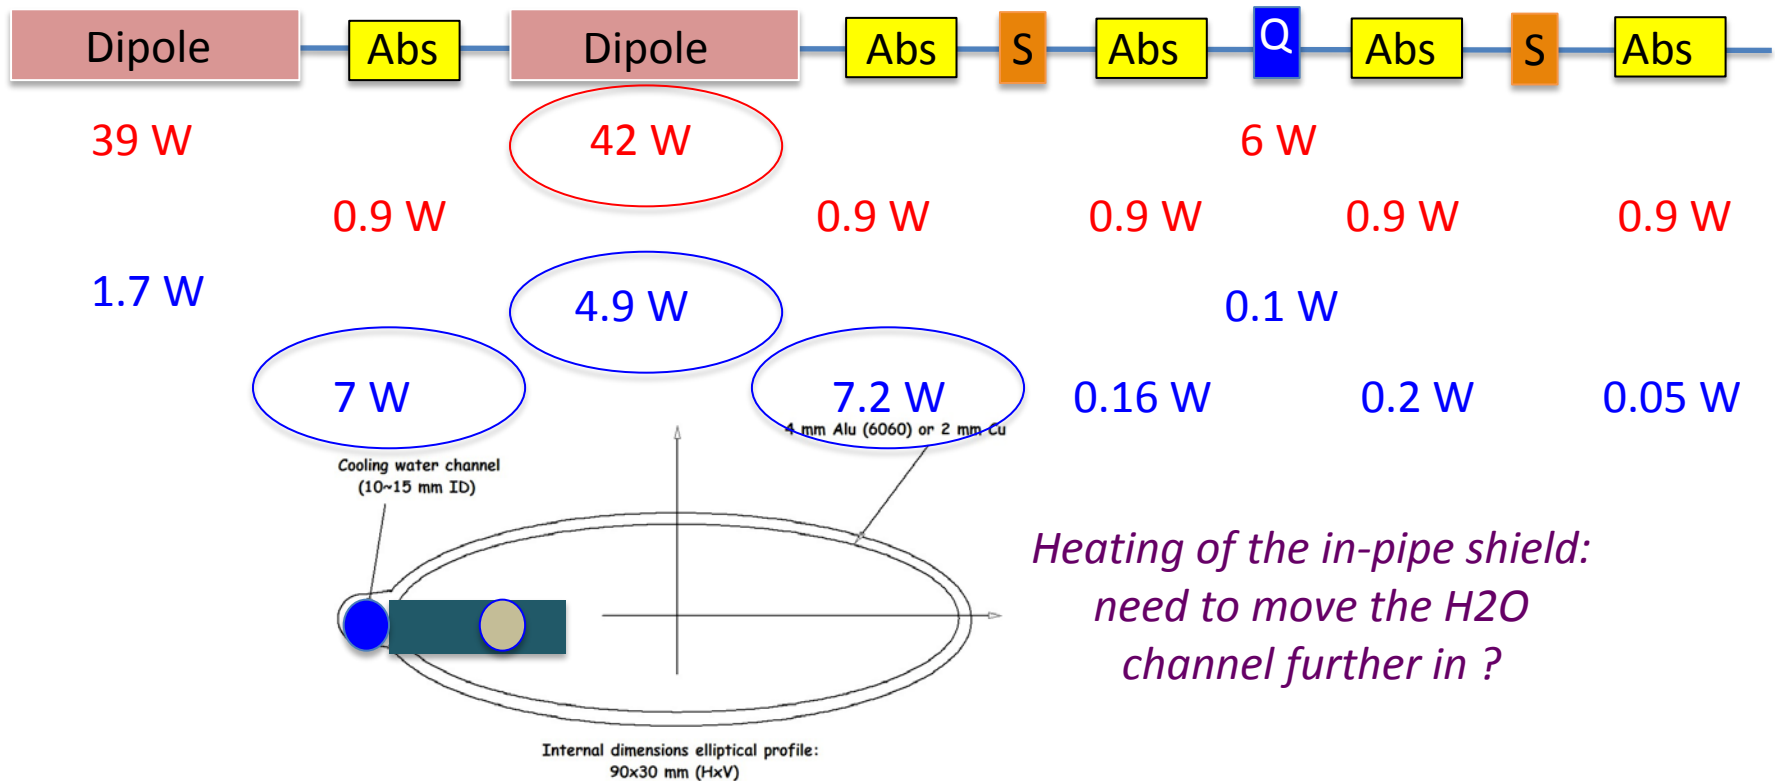 Dipole Abs Dipole Abs S Abs Q Abs S Abs
39 W 42 W 6 W
0.9 W 0.9 W 0.9 W 0.9 W 0.9 W
1.7 W 4.9 W 0.1 W
7 W 7.2 W 0.16 W 0.2 W 0.05 W
4 mm Alu (6060) or 2 mm Cu
Cooling water channel
(10~15 mm ID)
Heating of the in-pipe shield:
need to move the H2O
channel further in ?
Internal dimensions elliptical profile:
90x30 mm (HxV)